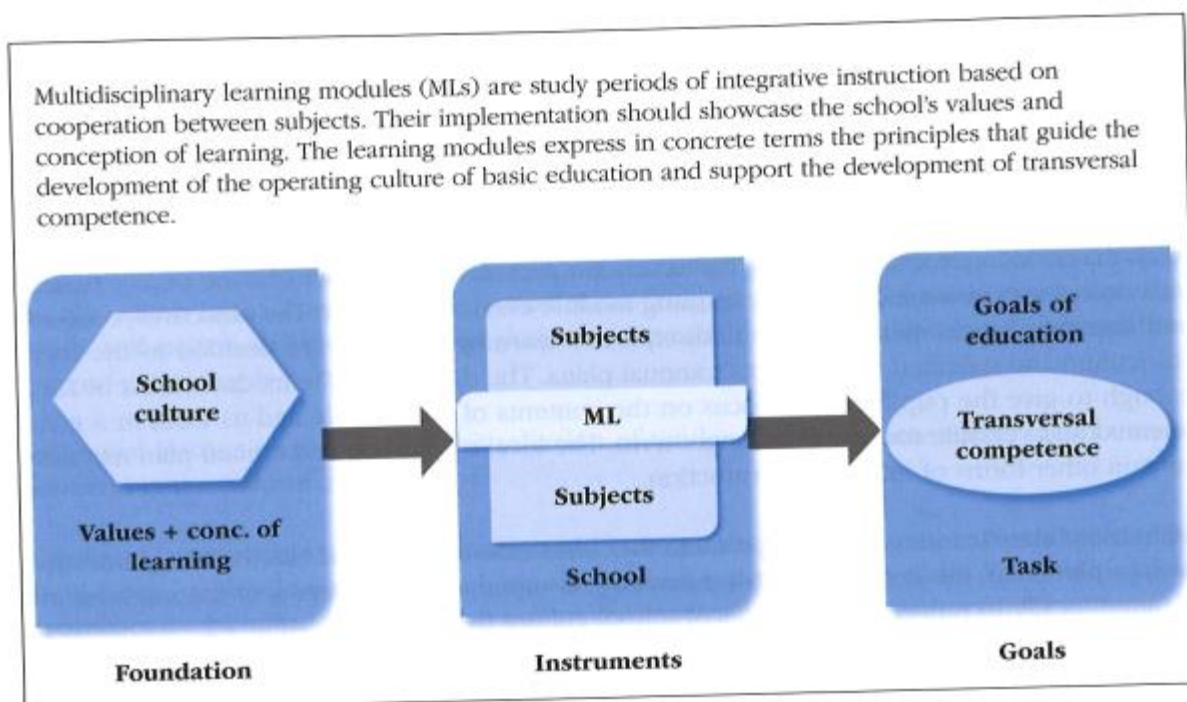 Multidisciplinary learning modules (MLs) are study periods of integrative instruction based on
cooperation between subjects. Their implementation should showcase the school's values and
conception of learning. The learning modules express in concrete terms the principles that guide the
development of the operating culture of basic education and support the development of transversal
competence.
School
culture
Values + conc. of
learning
Foundation
Subjects
ML
Subjects
School
Instruments
Goals of
education
Transversal
competence
Task
Goals